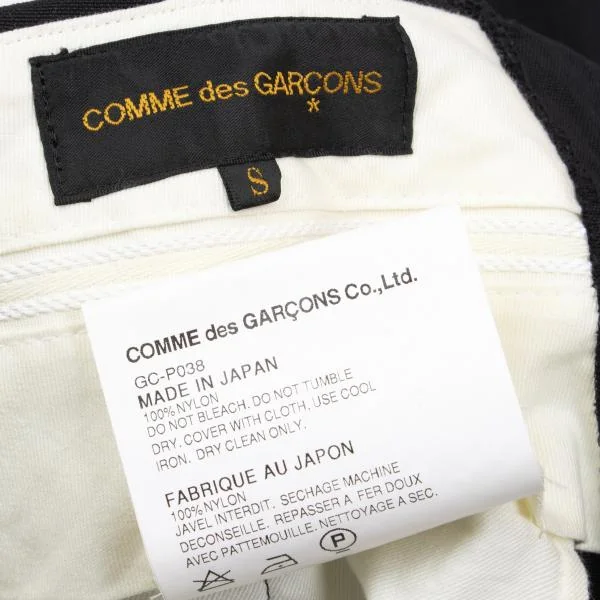 COMME des GARCONS
*
S
COMME des GARÇONS Co.,Ltd.
GC-P038
MADE IN JAPAN
100% NYLON
DO NOT BLEACH. DO NOT TUMBLE
DRY. COVER WITH CLOTH, USE COOL
IRON. DRY CLEAN ONLY.
FABRIQUE AU JAPON
100% NYLON
JAVEL INTERDIT. SECHAGE MACHINE
DECONSEILLE. REPASSER A FER DOUX
AVEC PATTEMOUILLE. NETTOYAGE A SEC.
P